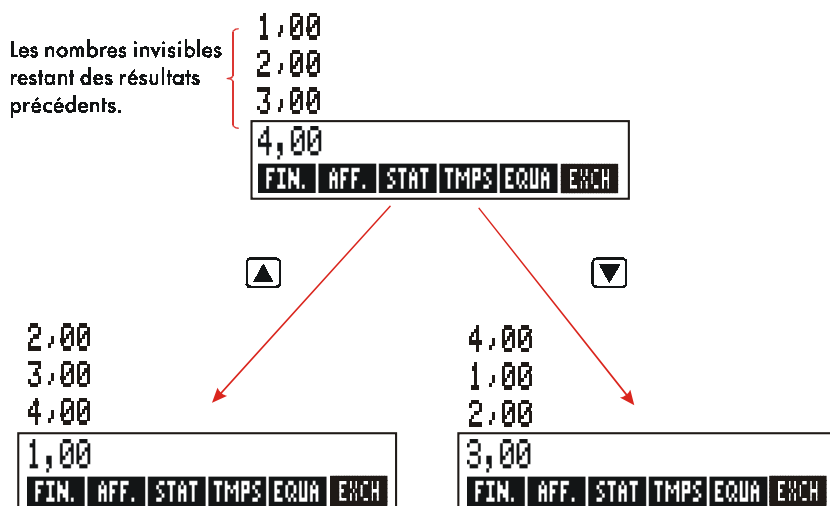 Les nombres invisibles
restant des résultats
précédents.
1,00
2,00
3,00
4,00
FIN. AFF. STAT TMPS EQUA EXCH
2,00
3,00
4,00
1,00
FIN. AFF. STAT TMPS EQUA EXCH
4,00
1,00
2,00
3,00
FIN. AFF. STAT TMPS EQUA EXCH